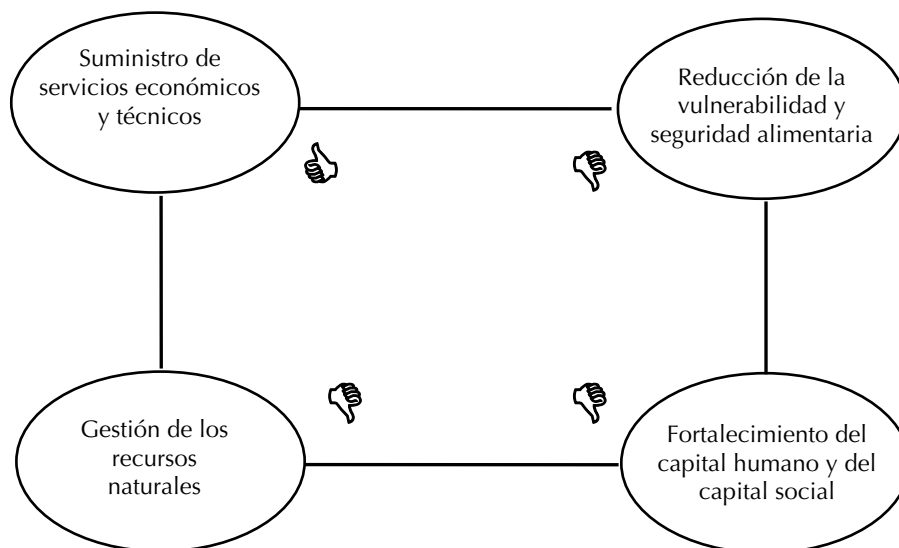 Suministro de
servicios económicos
y técnicos
Reducción de la
vulnerabilidad y
seguridad alimentaria
Gestión de los
recursos
naturales
Fortalecimiento del
capital humano y del
capital social